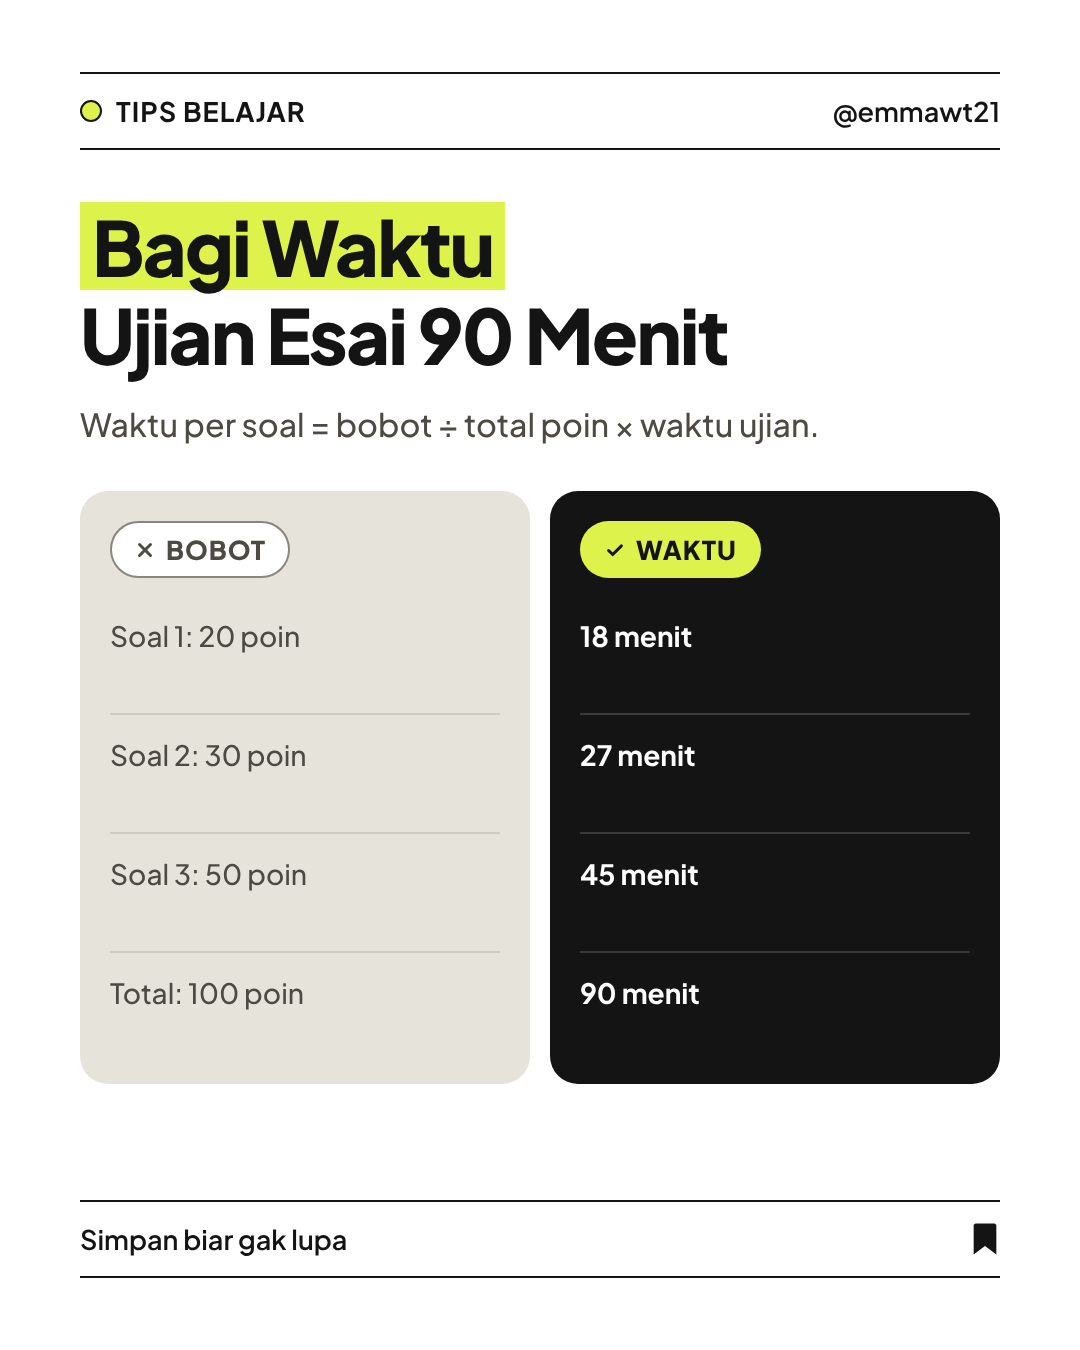 TIPS BELAJAR
@emmawt21
Bagi Waktu
Ujian Esai 90 Menit
Waktu per soal = bobot ÷ total poin × waktu ujian.
BOBOT
Soal 1: 20 poin
Soal 2: 30 poin
Soal 3: 50 poin
Total: 100 poin
WAKTU
18 menit
27 menit
45 menit
90 menit
Simpan biar gak lupa